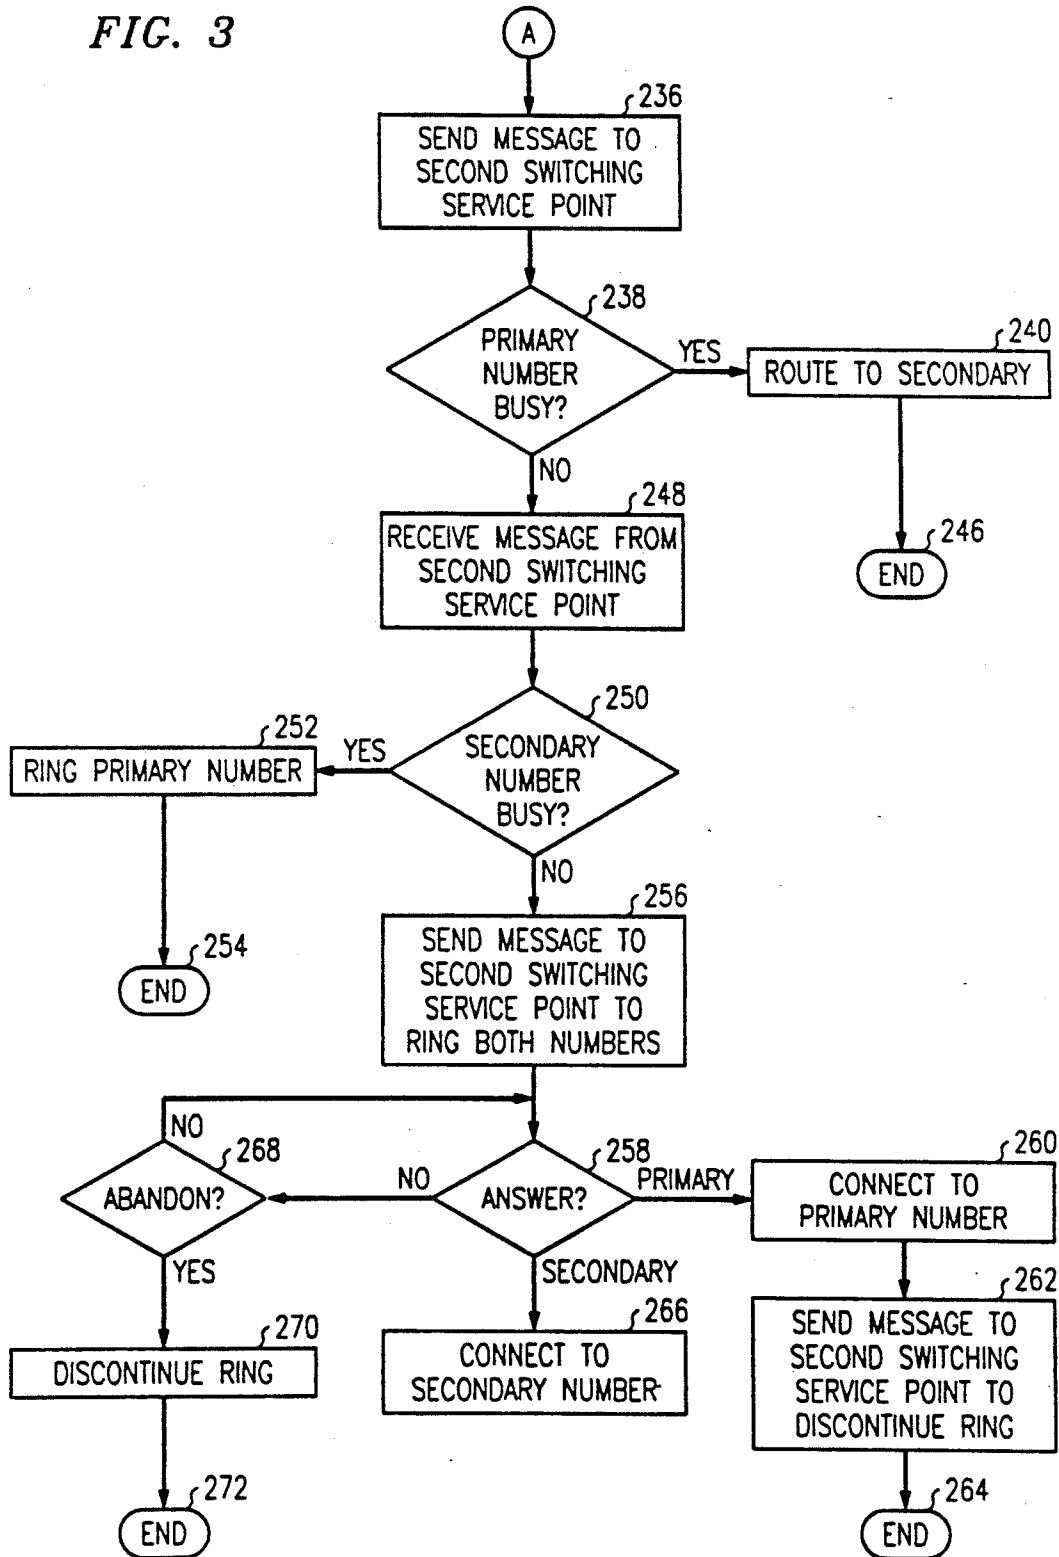 FIG. 3
A
236
SEND MESSAGE TO
SECOND SWITCHING
SERVICE POINT
238
PRIMARY
NUMBER
BUSY?
YES
240
ROUTE TO SECONDARY
NO
246
END
248
RECEIVE MESSAGE FROM
SECOND SWITCHING
SERVICE POINT
250
SECONDARY
NUMBER
BUSY?
YES
252
RING PRIMARY NUMBER
254
END
NO
256
SEND MESSAGE TO
SECOND SWITCHING
SERVICE POINT TO
RING BOTH NUMBERS
NO
268
ABANDON?
NO
258
ANSWER?
PRIMARY
260
CONNECT TO
PRIMARY NUMBER
YES
SECONDARY
262
SEND MESSAGE TO
SECOND SWITCHING
SERVICE POINT TO
DISCONTINUE RING
270
DISCONTINUE RING
266
CONNECT TO
SECONDARY NUMBER
272
END
264
END